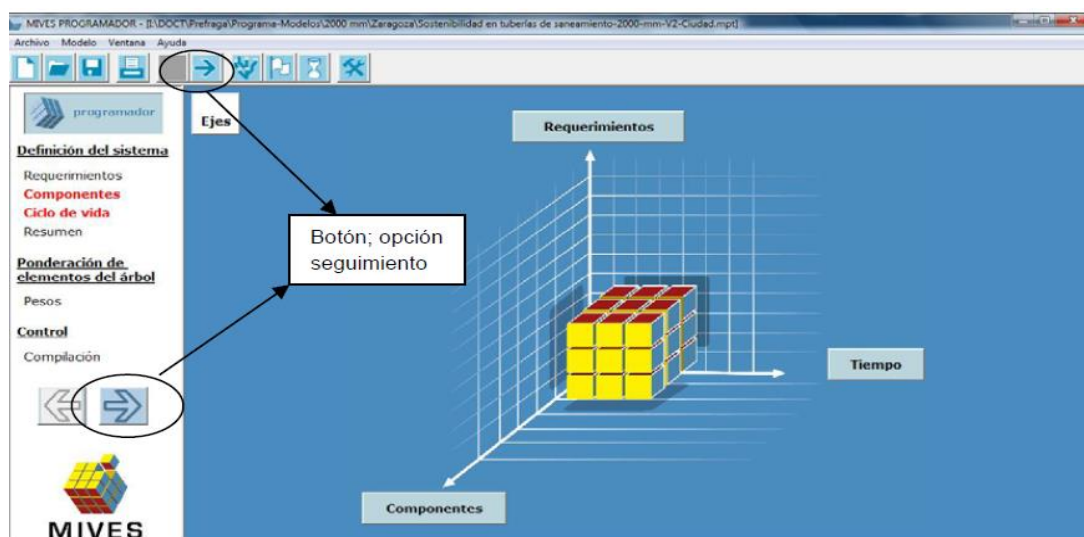 MIVES PROGRAMADOR - [I:\DOCT\Prefraga\Programa-Modelos\2000 mm\Zaragoza\Sostenibilidad en tuberías de saneamiento-2000-mm-V2-Ciudad.mpt]
Archivo Modelo Ventana Ayuda
programador
Ejes
Requerimientos
Definición del sistema
Requerimientos
Componentes
Ciclo de vida
Resumen
Botón; opción
seguimiento
Ponderación de
elementos del árbol
Pesos
Control
Compilación
Tiempo
Componentes
MIVES